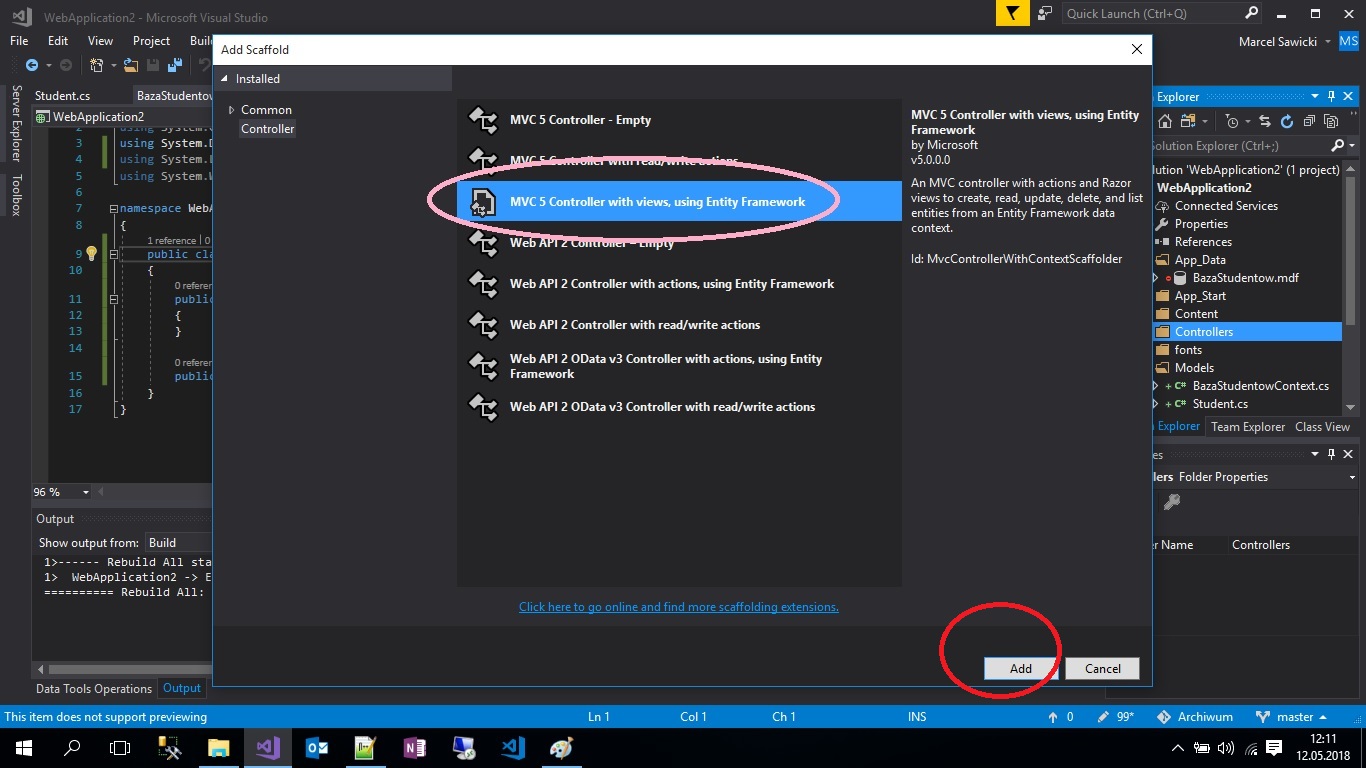 WebApplication2 - Microsoft Visual Studio
Quick Launch (Ctrl+Q)
File Edit View Project Buil
Marcel Sawicki MS
Server Explorer
Toolbox
Student.cs BazaStudentow
WebApplication2
2
3 using System.D
4 using System.
5 using System.W
6
7 namespace WebA
8 {
1 reference | 0
9 public cla
10 {
0 referen
11 public
12 {
13 }
14
0 referen
15 public
16 }
17 }
96 %
Output
Show output from: Build
1>------ Rebuild All sta
1> WebApplication2 -> E
========== Rebuild All:
Data Tools Operations Output
Add Scaffold
Installed
Common
Controller
MVC 5 Controller - Empty
MVC 5 Controller with read/write actions
MVC 5 Controller with views, using Entity Framework
Web API 2 Controller - Empty
Web API 2 Controller with actions, using Entity Framework
Web API 2 Controller with read/write actions
Web API 2 OData v3 Controller with actions, using Entity
Framework
Web API 2 OData v3 Controller with read/write actions
Click here to go online and find more scaffolding extensions.
MVC 5 Controller with views, using Entity
Framework
by Microsoft
v5.0.0.0
An MVC controller with actions and Razor
views to create, read, update, delete, and list
entities from an Entity Framework data
context.
Id: MvcControllerWithContextScaffolder
Add Cancel
Explorer
olution Explorer (Ctrl+;)
lution 'WebApplication2' (1 project)
WebApplication2
Connected Services
Properties
References
App_Data
BazaStudentow.mdf
App_Start
Content
Controllers
fonts
Models
BazaStudentowContext.cs
Student.cs
Explorer Team Explorer Class View
es
lers Folder Properties
er Name Controllers
This item does not support previewing Ln 1 Col 1 Ch 1 INS 0 99* Archiwum master
12:11
12.05.2018